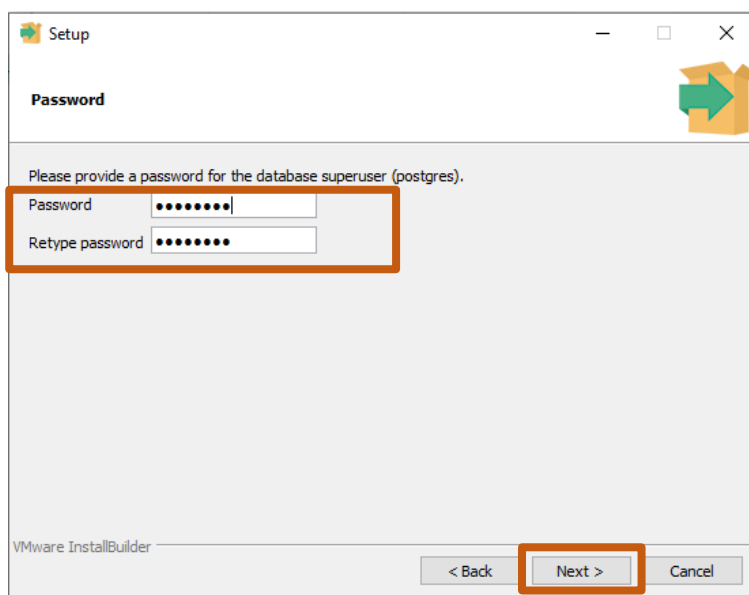 Setup
Password
Please provide a password for the database superuser (postgres).
Password ••••••••
Retype password ••••••••
VMware InstallBuilder
< Back Next > Cancel